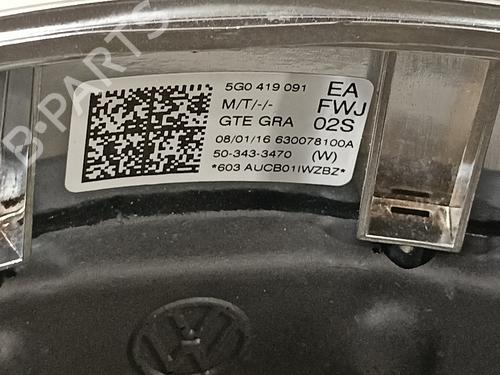 B-PARTS
5G0 419 091 EA
M/T/-/- FWJ
GTE GRA 02S
08/01/16 630078100A
50-343-3470 (W)
*603 AUCB01IWZBZ*